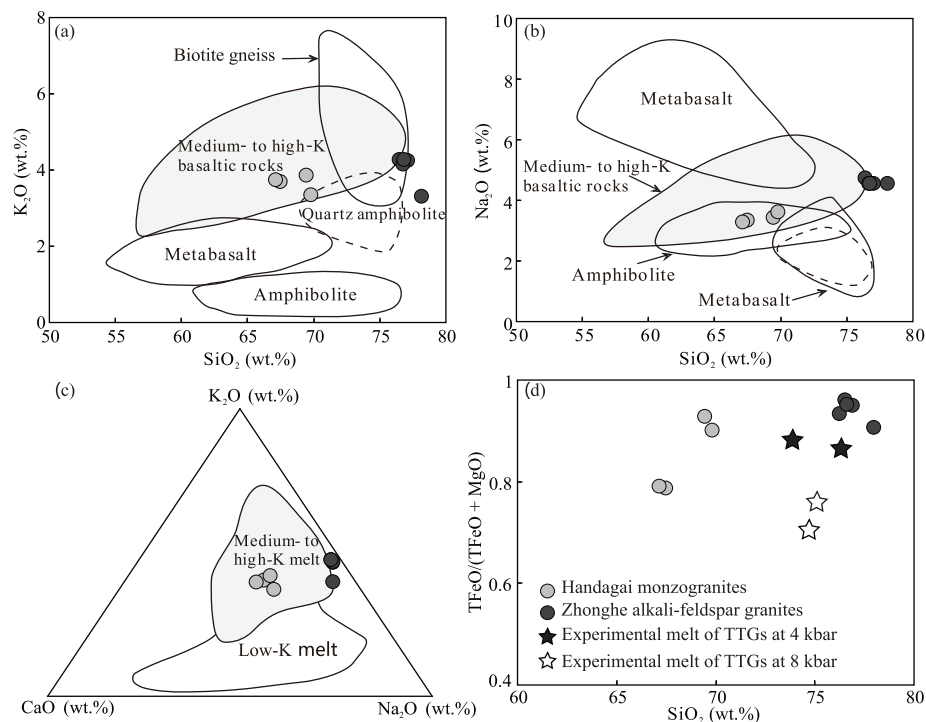 (a)
8
6
4
2
0
K₂O (wt.%)
Biotite gneiss
Medium- to high-K
basaltic rocks
Quartz amphibolite
Metabasalt
Amphibolite
50
55
60
65
70
75
80
SiO₂ (wt.%)
(b)
10
8
6
4
2
0
Na₂O (wt.%)
Metabasalt
Medium- to high-K
basaltic rocks
Amphibolite
Metabasalt
50
55
60
65
70
75
80
SiO₂ (wt.%)
(c)
K₂O (wt.%)
Medium- to
high-K melt
Low-K melt
CaO (wt.%)
Na₂O (wt.%)
(d)
1
0.8
0.6
0.4
TFeO/(TFeO + MgO)
Handagai monzogranites
Zhonghe alkali-feldspar granites
Experimental melt of TTGs at 4 kbar
Experimental melt of TTGs at 8 kbar
60
65
70
75
80
SiO₂ (wt.%)